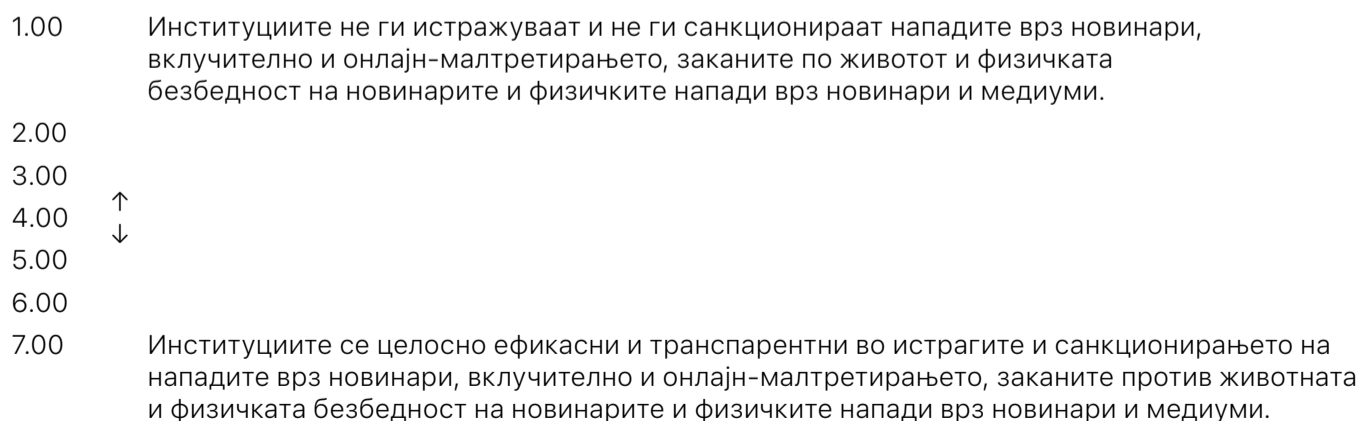 1.00 Институциите не ги истражуваат и не ги санкционираат нападите врз новинари,
вклучително и онлајн-малтретирањето, заканите по животот и физичката
безбедност на новинарите и физичките напади врз новинари и медиуми.
2.00
3.00
↑
4.00
↓
5.00
6.00
7.00 Институциите се целосно ефикасни и транспарентни во истрагите и санкционирањето на
нападите врз новинари, вклучително и онлајн-малтретирањето, заканите против животната
и физичката безбедност на новинарите и физичките напади врз новинари и медиуми.